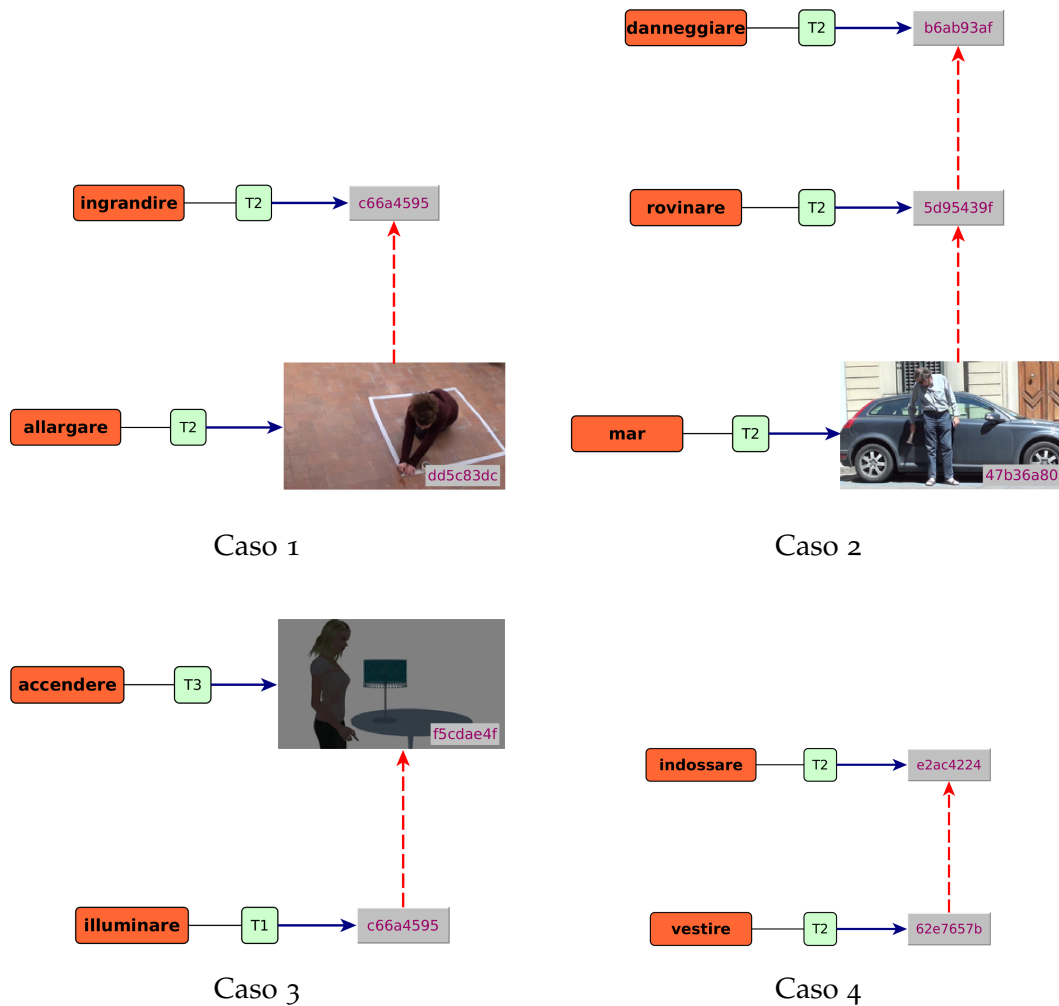 ingrandire T2 c66a4595
allargare T2 dd5c83dc
Caso 1
danneggiare T2 b6ab93af
rovinare T2 5d95439f
mar T2 47b36a80
Caso 2
accendere T3 f5cdae4f
illuminare T1 c66a4595
Caso 3
indossare T2 e2ac4224
vestire T2 62e7657b
Caso 4